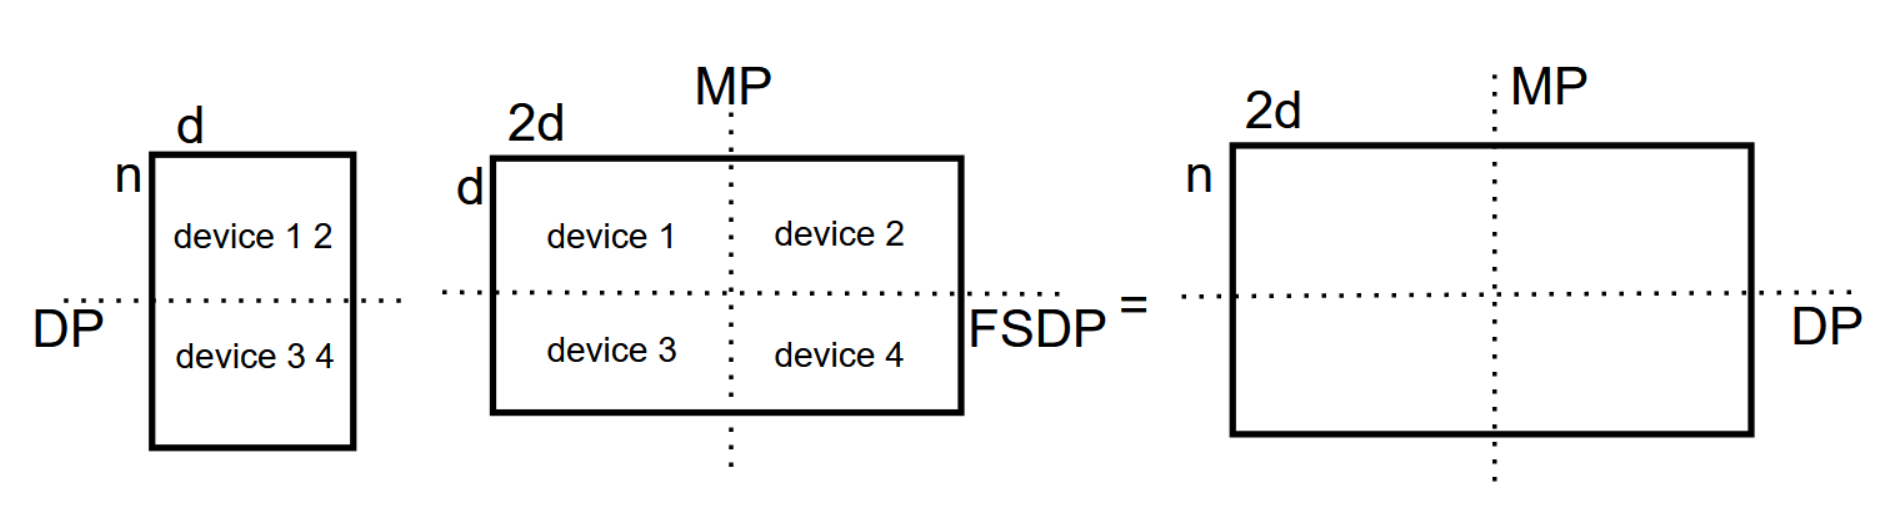 d
n
device 1 2
DP
device 3 4
MP
2d
d
device 1
device 2
device 3
device 4
FSDP
=
MP
2d
n
DP